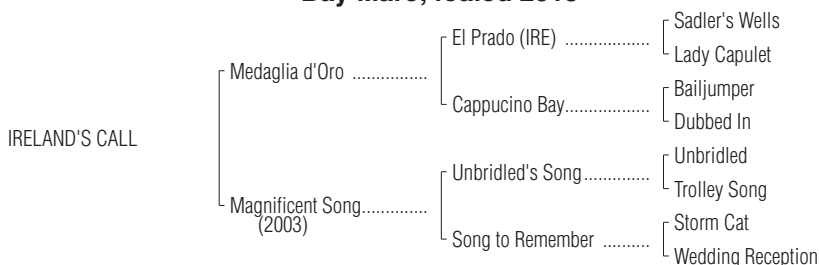 Sadler's Wells
El Prado (IRE) ..................
Lady Capulet
Medaglia d'Oro ................
Bailjumper
Cappucino Bay..................
Dubbed In
IRELAND'S CALL
Unbridled
Unbridled's Song..............
Trolley Song
Magnificent Song..............
(2003)
Storm Cat
Song to Remember ..........
Wedding Reception